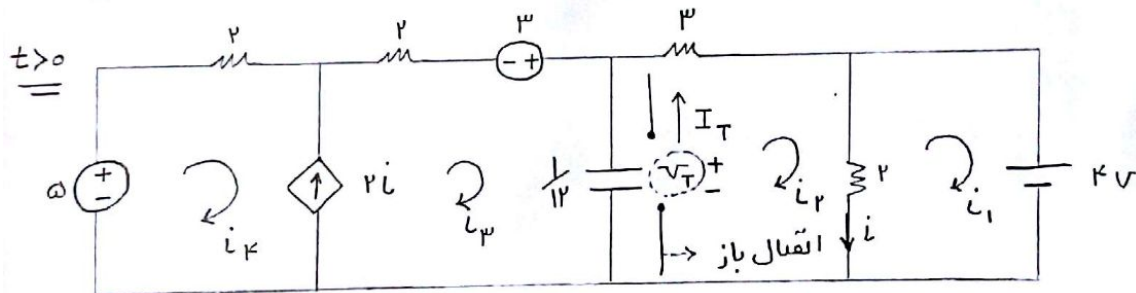 t>0
۲
۲
۳
- +
۳
۵
+
-
i۴
۲i
i۳
۱/۱۲
V_T
+
-
I_T
i۲
۲
i
i۱
۴v
اتصال باز